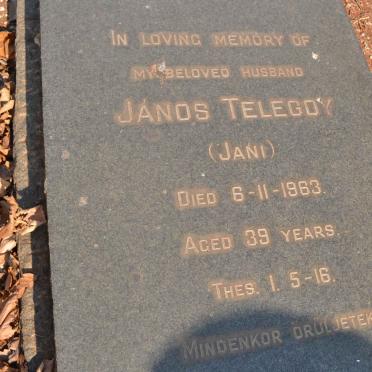 IN LOVING MEMORY OF
MY BELOVED HUSBAND
JÁNOS TELEGDY
(JANI)
DIED 6-11-1963.
AGED 39 YEARS.
THES. 1. 5-16.
MINDENKOR ÖRÜLJETEK